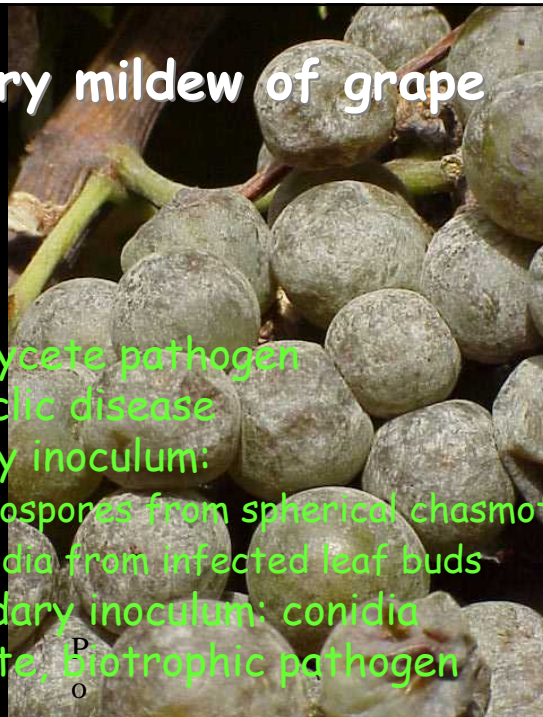 ry mildew of grape
ycete pathogen
clic disease
y inoculum:
ospores from spherical chasmot
dia from infected leaf buds
dary inoculum: conidia
te, biotrophic pathogen
P
o